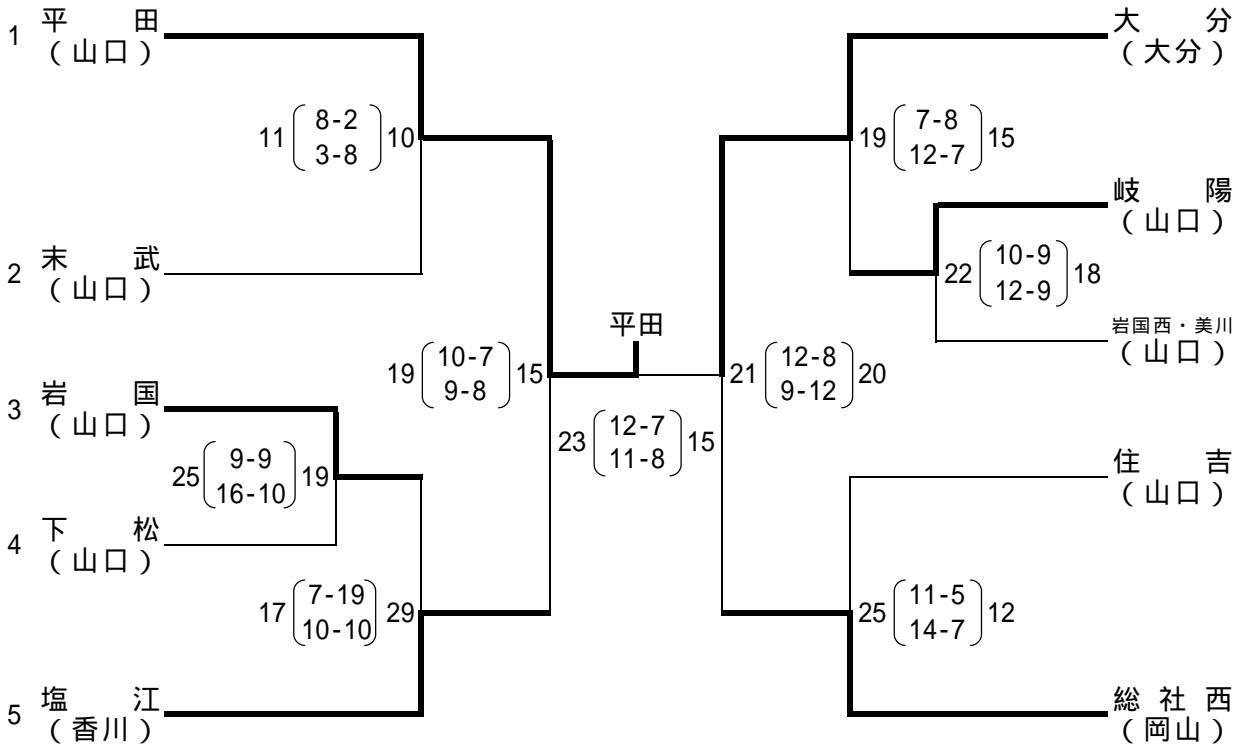 1 平田
(山口)
11 8-2 10
3-8
2 末武
(山口)
3 岩国
(山口)
25 9-9 19
16-10
4 下松
(山口)
17 7-19 29
10-10
5 塩江
(香川)
19 10-7 15
9-8
平田
23 12-7 15
11-8
21 12-8 20
9-12
大分
(大分)
19 7-8 15
12-7
岐陽
(山口)
22 10-9 18
12-9
岩国西・美川
(山口)
住吉
(山口)
25 11-5 12
14-7
総社西
(岡山)